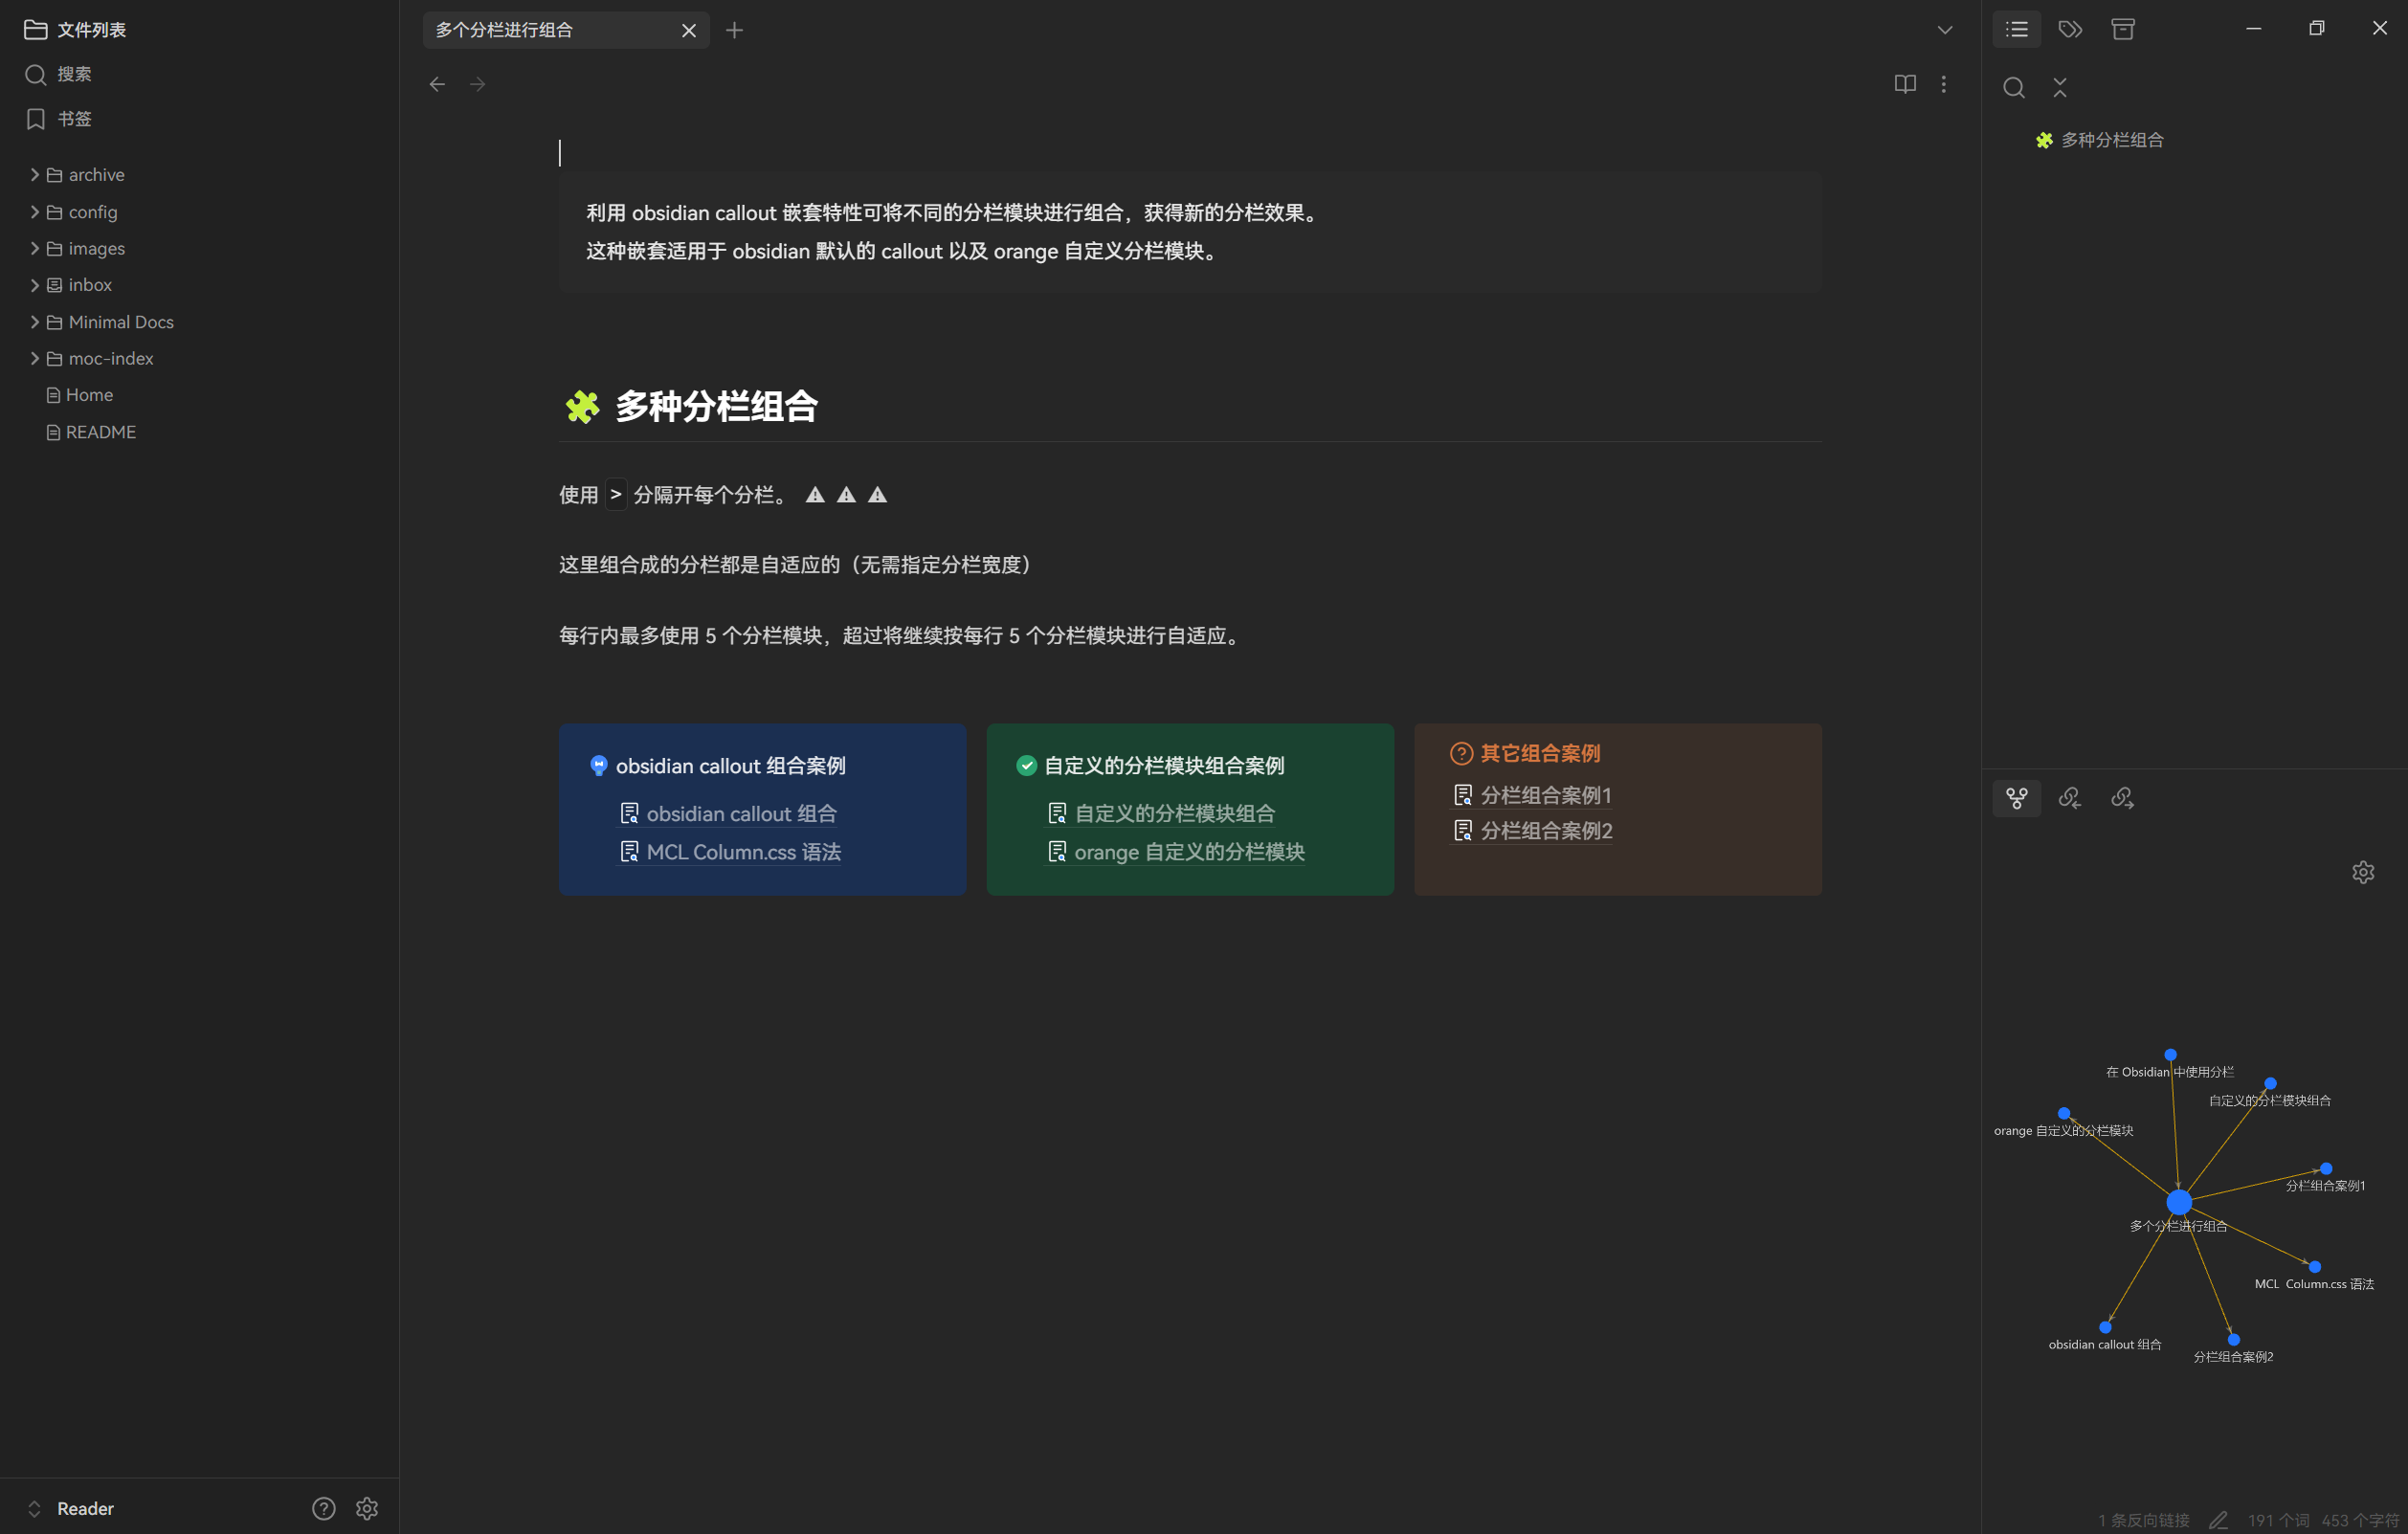 文件列表
搜索
书签
archive
config
images
inbox
Minimal Docs
moc-index
Home
README
Reader
多个分栏进行组合
利用 obsidian callout 嵌套特性可将不同的分栏模块进行组合，获得新的分栏效果。
这种嵌套适用于 obsidian 默认的 callout 以及 orange 自定义分栏模块。
多种分栏组合
使用 > 分隔开每个分栏。
这里组合成的分栏都是自适应的（无需指定分栏宽度）
每行内最多使用 5 个分栏模块，超过将继续按每行 5 个分栏模块进行自适应。
obsidian callout 组合案例
obsidian callout 组合
MCL Column.css 语法
自定义的分栏模块组合案例
自定义的分栏模块组合
orange 自定义的分栏模块
其它组合案例
分栏组合案例1
分栏组合案例2
多种分栏组合
在 Obsidian 中使用分栏
自定义的分栏模块组合
orange 自定义的分栏模块
分栏组合案例1
多个分栏进行组合
MCL Column.css 语法
obsidian callout 组合
分栏组合案例2
1 条反向链接 191 个词 453 个字符